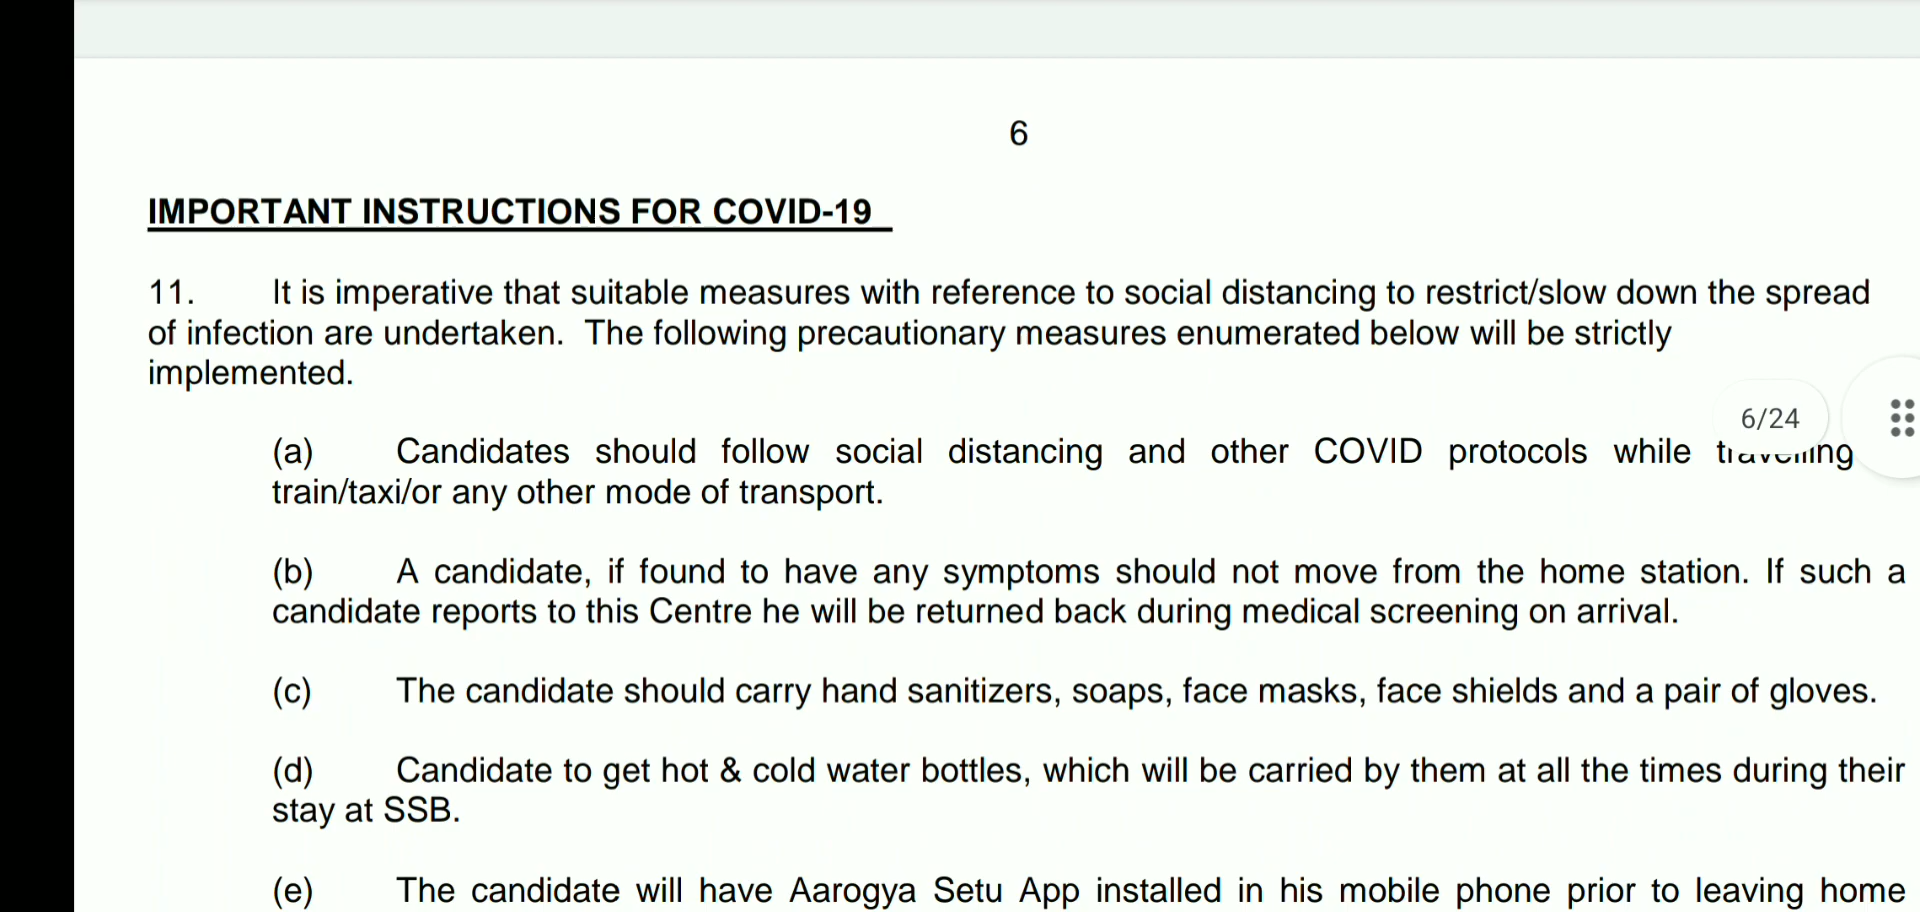 6
IMPORTANT INSTRUCTIONS FOR COVID-19
11. It is imperative that suitable measures with reference to social distancing to restrict/slow down the spread
of infection are undertaken. The following precautionary measures enumerated below will be strictly
implemented.
6/24
(a) Candidates should follow social distancing and other COVID protocols while travelling
train/taxi/or any other mode of transport.
(b) A candidate, if found to have any symptoms should not move from the home station. If such a
candidate reports to this Centre he will be returned back during medical screening on arrival.
(c) The candidate should carry hand sanitizers, soaps, face masks, face shields and a pair of gloves.
(d) Candidate to get hot & cold water bottles, which will be carried by them at all the times during their
stay at SSB.
(e) The candidate will have Aarogya Setu App installed in his mobile phone prior to leaving home